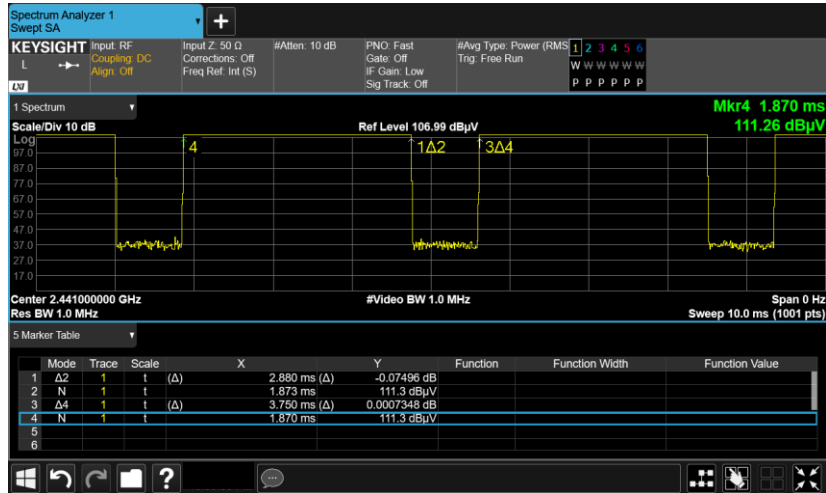 Spectrum Analyzer 1
Swept SA
KEYSIGHT
L
LXI
Input: RF
Coupling: DC
Align: Off
Input Z: 50 Ω
Corrections: Off
Freq Ref: Int (S)
#Atten: 10 dB
PNO: Fast
Gate: Off
IF Gain: Low
Sig Track: Off
#Avg Type: Power (RMS
Trig: Free Run
1 2 3 4 5 6
W W W W W W
P P P P P P
1 Spectrum
Mkr4 1.870 ms
Scale/Div 10 dB
Ref Level 106.99 dBµV
111.26 dBµV
Log
97.0
87.0
77.0
67.0
57.0
47.0
37.0
27.0
17.0
4
1Δ2
3Δ4
Center 2.441000000 GHz
#Video BW 1.0 MHz
Span 0 Hz
Res BW 1.0 MHz
Sweep 10.0 ms (1001 pts)
5 Marker Table
Mode Trace Scale X Y Function Function Width Function Value
1 Δ2 1 t (Δ) 2.880 ms (Δ) -0.07496 dB
2 N 1 t 1.873 ms 111.3 dBµV
3 Δ4 1 t (Δ) 3.750 ms (Δ) 0.0007348 dB
4 N 1 t 1.870 ms 111.3 dBµV
5
6
?